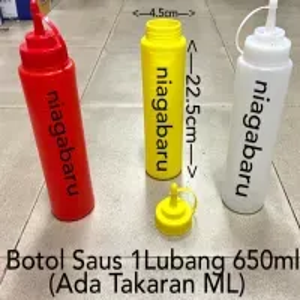 <—4.5cm—>
niagabaru
niagabaru
<—22.5cm—>
niagabaru
Botol Saus 1Lubang 650ml
(Ada Takaran ML)